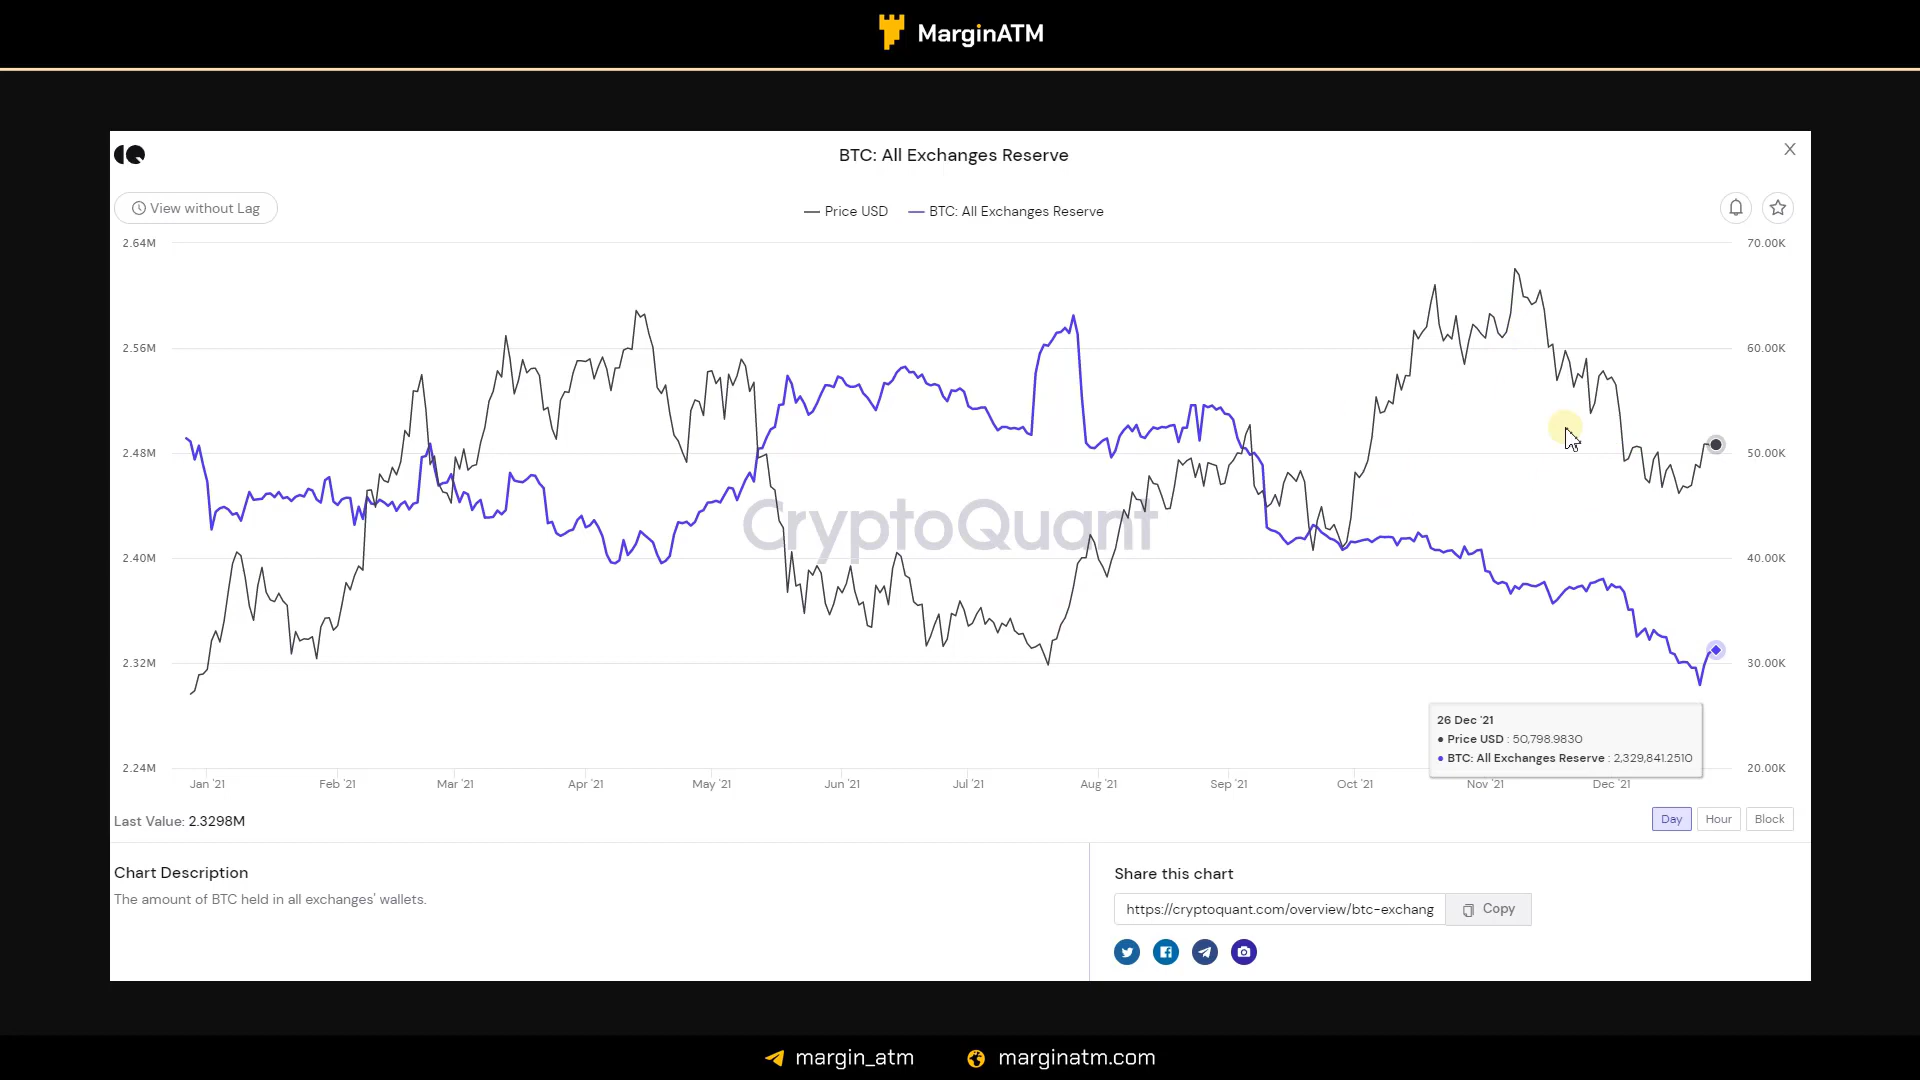 MarginATM
BTC: All Exchanges Reserve
View without Lag
Price USD
BTC: All Exchanges Reserve
2.64M
70.00K
2.56M
60.00K
2.48M
50.00K
CryptoQuant
2.40M
40.00K
2.32M
30.00K
26 Dec '21
Price USD : 50,798.9830
BTC: All Exchanges Reserve : 2,329,841.2510
2.24M
20.00K
Jan '21 Feb '21 Mar '21 Apr '21 May '21 Jun '21 Jul '21 Aug '21 Sep '21 Oct '21 Nov '21 Dec '21
Last Value: 2.3298M
Day Hour Block
Chart Description
The amount of BTC held in all exchanges' wallets.
Share this chart
https://cryptoquant.com/overview/btc-exchang
Copy
margin_atm
marginatm.com